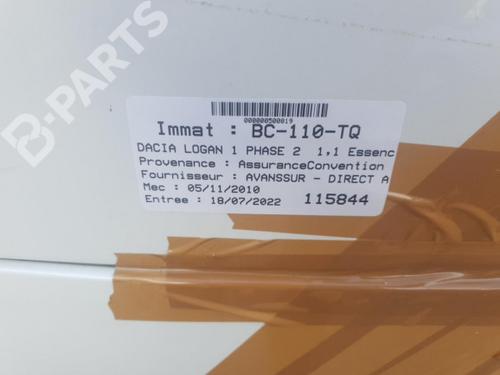 B-PARTS
000000500019
Immat : BC-110-TQ
DACIA LOGAN 1 PHASE 2 1,1 Essenc
Provenance : AssuranceConvention
Fournisseur : AVANSSUR - DIRECT A
Mec : 05/11/2010
Entree : 18/07/2022 115844
B-PARTS